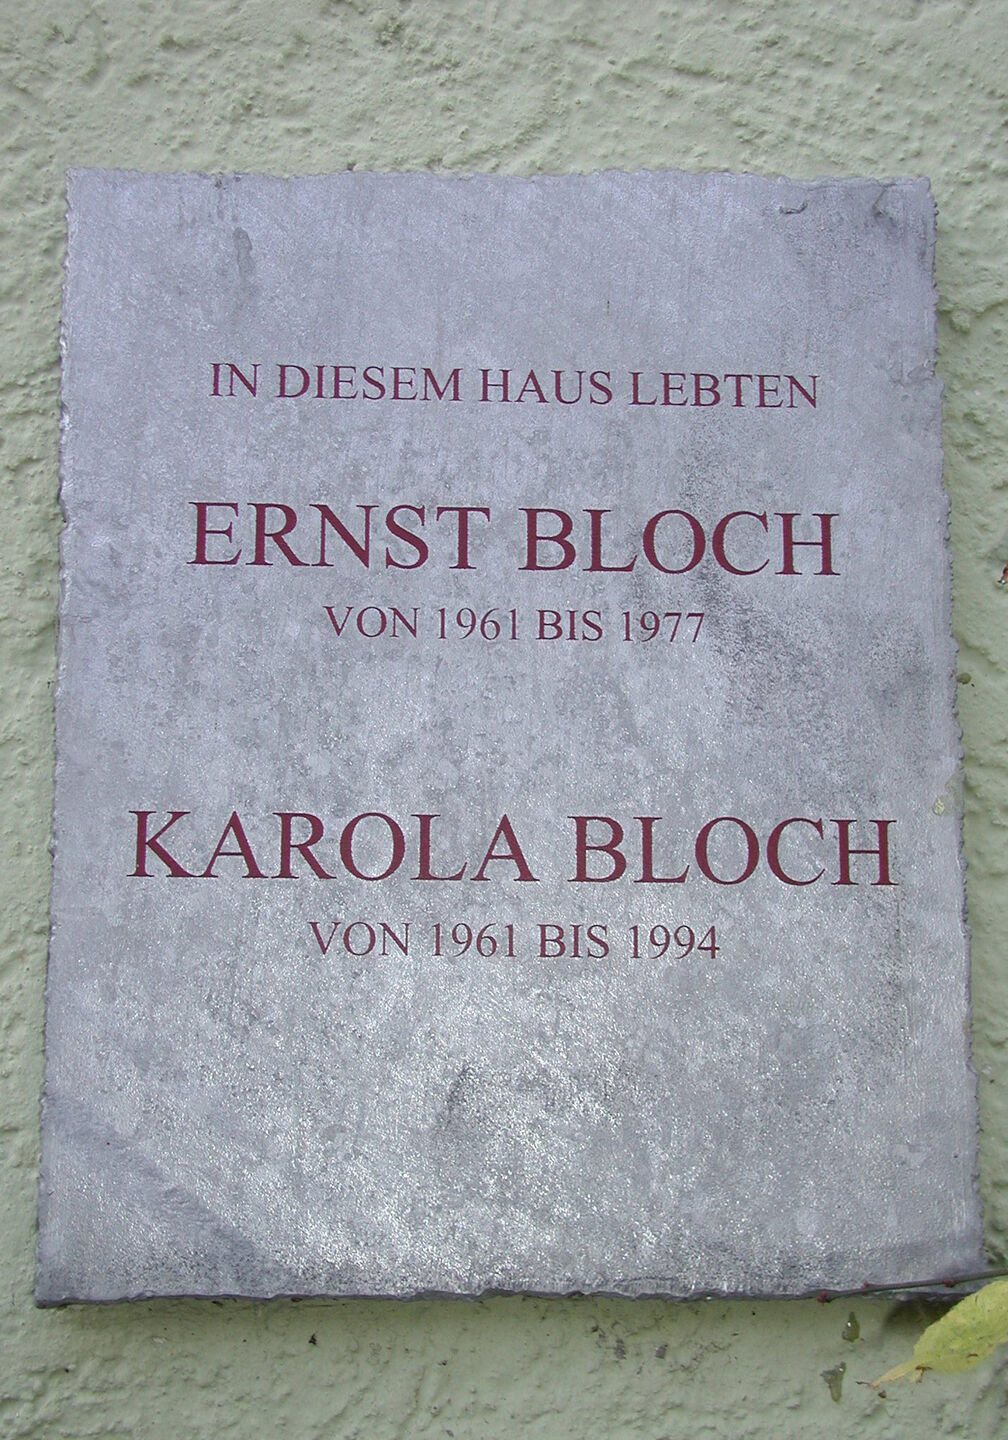 IN DIESEM HAUS LEBTEN
ERNST BLOCH
VON 1961 BIS 1977
KAROLA BLOCH
VON 1961 BIS 1994